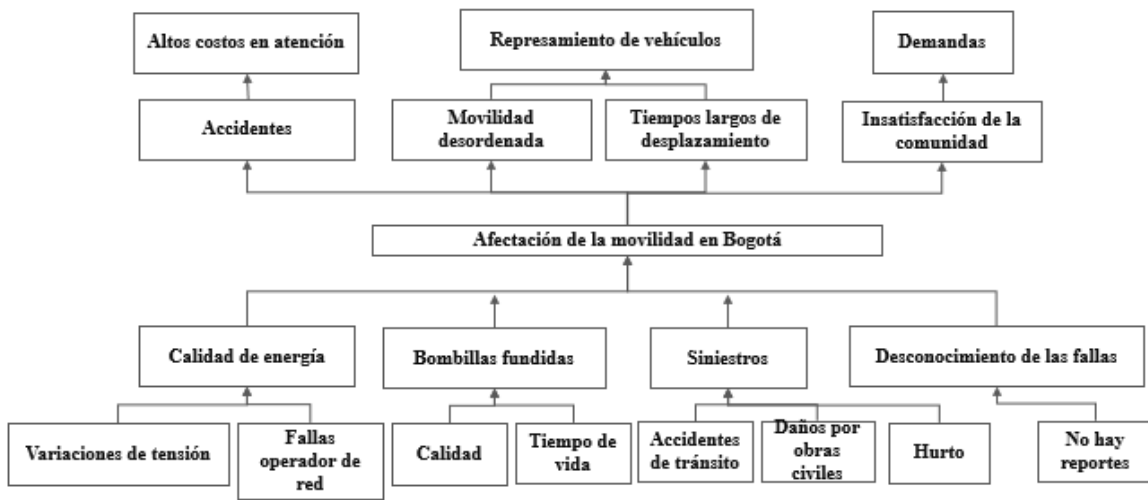 Altos costos en atención
Represamiento de vehículos
Demandas
Accidentes
Movilidad
desordenada
Tiempos largos de
desplazamiento
Insatisfacción de la
comunidad
Afectación de la movilidad en Bogotá
Calidad de energía
Bombillas fundidas
Siniestros
Desconocimiento de las fallas
Variaciones de tensión
Fallas
operador de
red
Calidad
Tiempo de
vida
Accidentes
de tránsito
Daños por
obras
civiles
Hurto
No hay
reportes